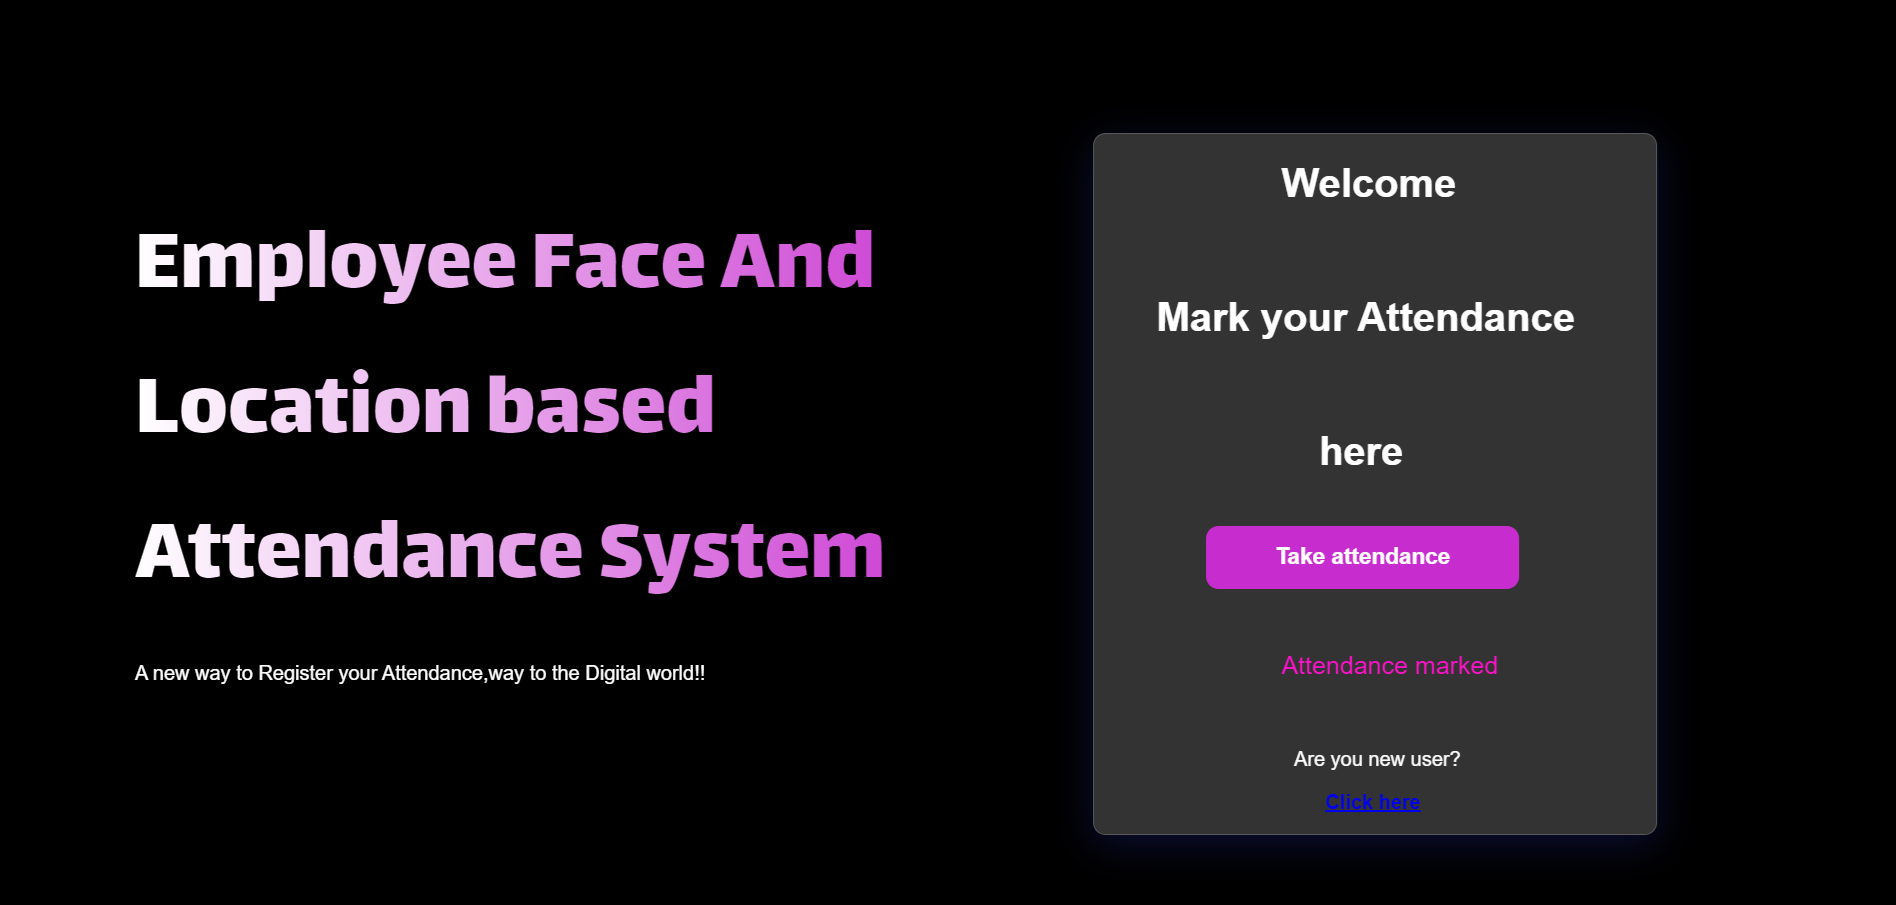 Employee Face And
Location based
Attendance System
A new way to Register your Attendance,way to the Digital world!!
Welcome
Mark your Attendance
here
Take attendance
Attendance marked
Are you new user?
Click here